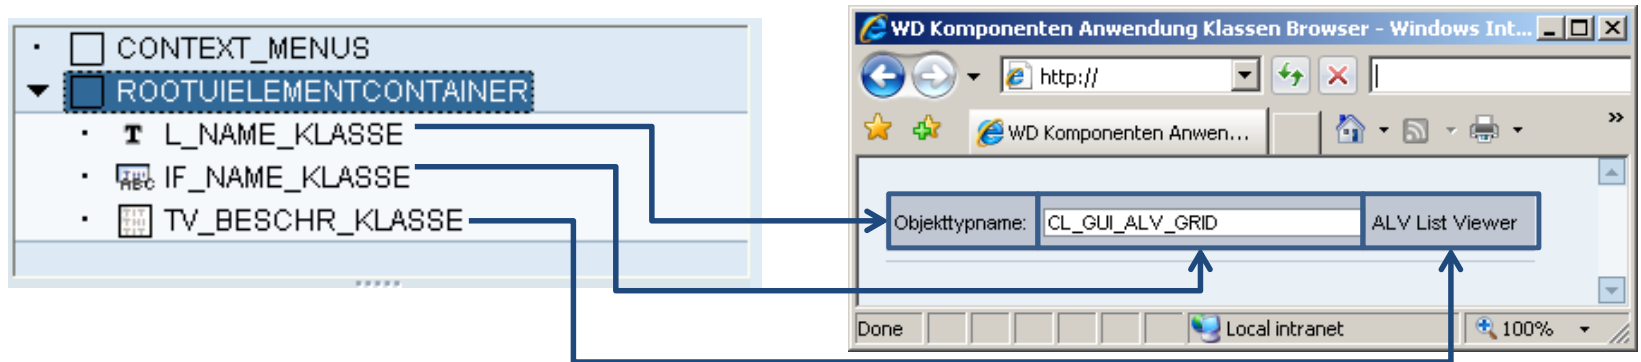 CONTEXT_MENUS
ROOTUIELEMENTCONTAINER
L_NAME_KLASSE
IF_NAME_KLASSE
TV_BESCHR_KLASSE
WD Komponenten Anwendung Klassen Browser - Windows Int...
http://
WD Komponenten Anwen...
Objekttypname: CL_GUI_ALV_GRID ALV List Viewer
Done Local intranet 100%